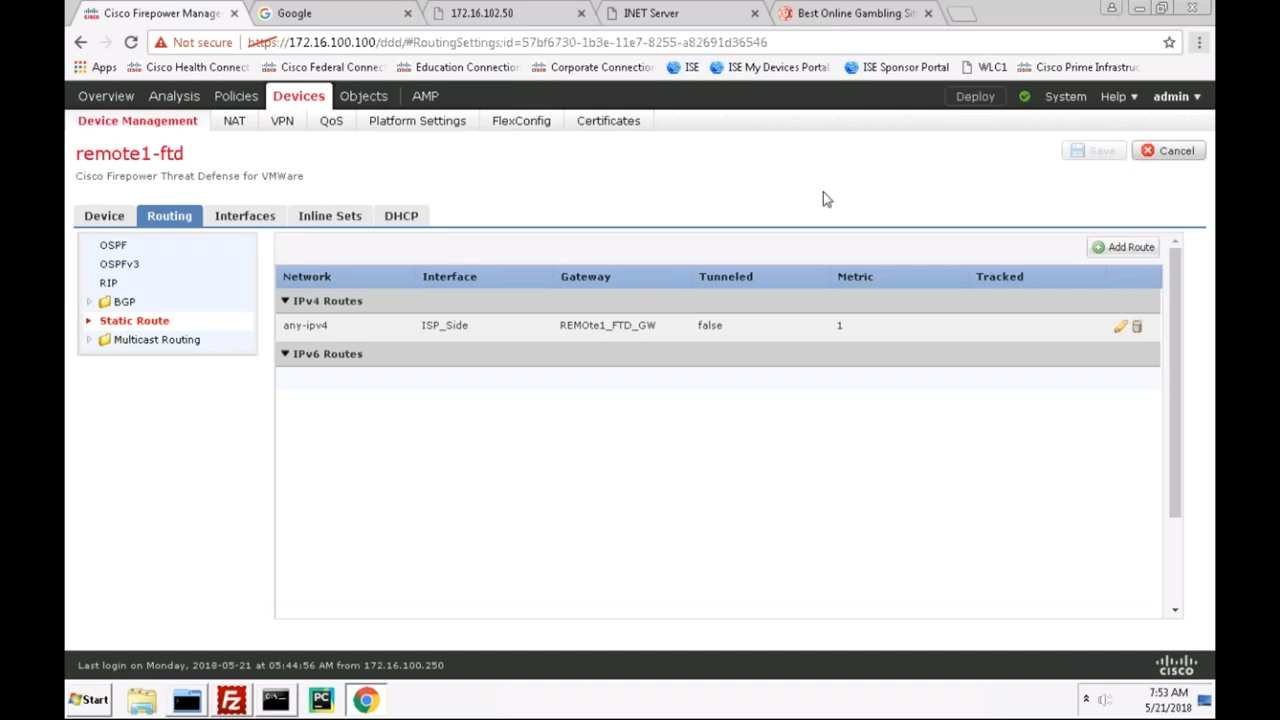 Cisco Firepower Manage
Google
172.16.102.50
INET Server
Best Online Gambling Sit
Not secure
https://172.16.100.100/ddd/#RoutingSettings;id=57bf6730-1b3e-11e7-8255-a82691d36546
Apps
Cisco Health Connect
Cisco Federal Connec
Education Connection
Corporate Connection
ISE
ISE My Devices Portal
ISE Sponsor Portal
WLC1
Cisco Prime Infrastruc
Overview
Analysis
Policies
Devices
Objects
AMP
Deploy
System
Help
admin
Device Management
NAT
VPN
QoS
Platform Settings
FlexConfig
Certificates
remote1-ftd
Save
Cancel
Cisco Firepower Threat Defense for VMWare
Device
Routing
Interfaces
Inline Sets
DHCP
OSPF
OSPFv3
RIP
BGP
Static Route
Multicast Routing
Add Route
Network
Interface
Gateway
Tunneled
Metric
Tracked
IPv4 Routes
any-ipv4
ISP_Side
REMOte1_FTD_GW
false
1
IPv6 Routes
Last login on Monday, 2018-05-21 at 05:44:56 AM from 172.16.100.250
CISCO
Start
Fz
PC
7:53 AM
5/21/2018